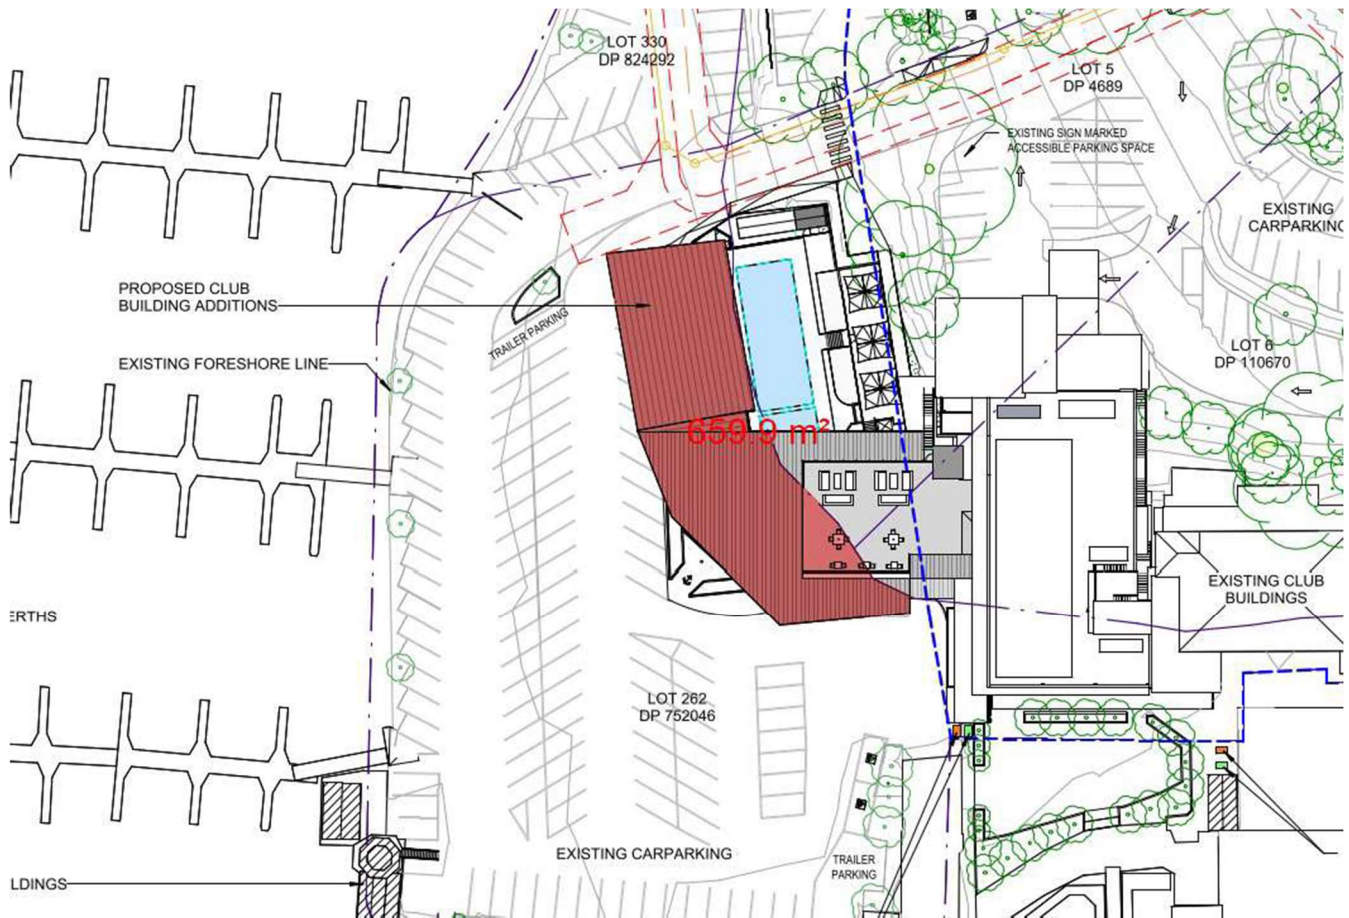 LOT 330
DP 824292
LOT 5
DP 4689
EXISTING SIGN MARKED
ACCESSIBLE PARKING SPACE
EXISTING
CARPARKING
PROPOSED CLUB
BUILDING ADDITIONS
TRAILER PARKING
EXISTING FORESHORE LINE
LOT 6
DP 110670
659.9 m²
EXISTING CLUB
BUILDINGS
ERTHS
LOT 262
DP 752046
EXISTING CARPARKING
TRAILER
PARKING
LDINGS